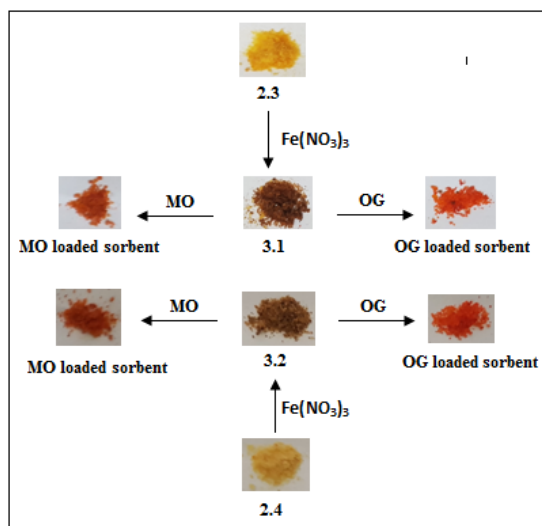 2.3
Fe(NO₃)₃
MO
OG
MO loaded sorbent
3.1
OG loaded sorbent
MO
OG
MO loaded sorbent
3.2
OG loaded sorbent
Fe(NO₃)₃
2.4